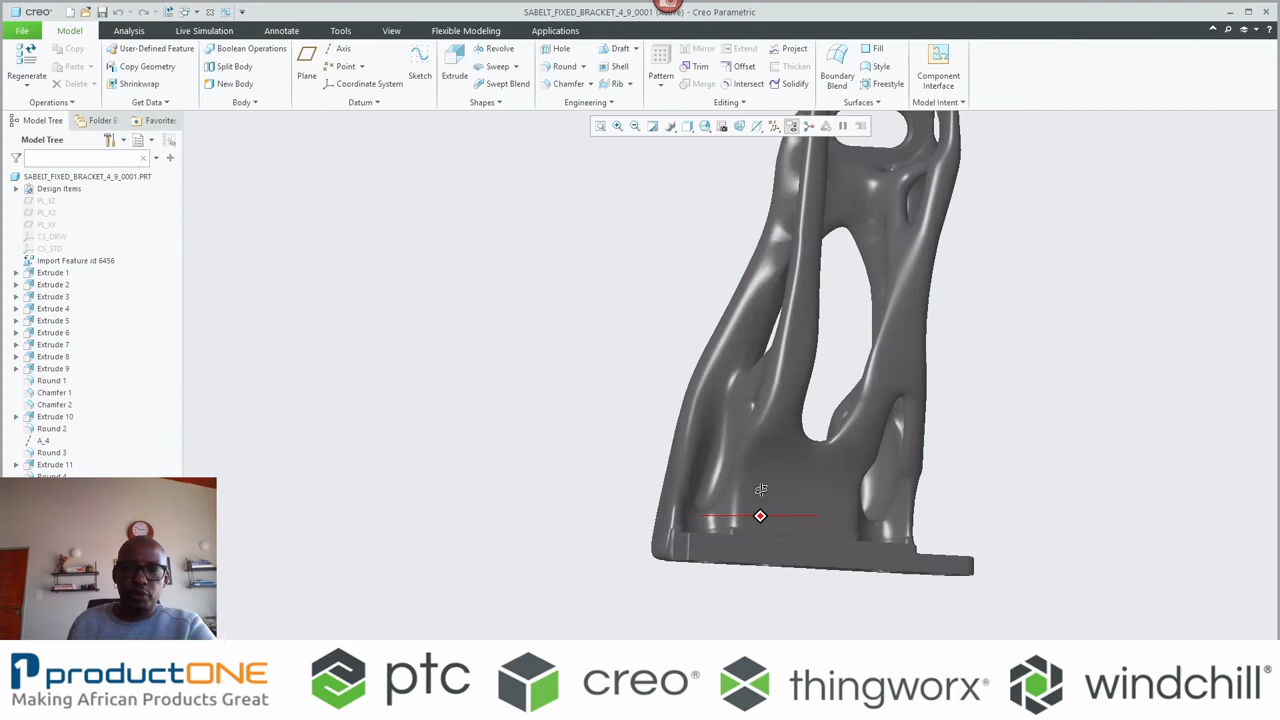 creo
SABELT_FIXED_BRACKET_4_9_0001 (Active) - Creo Parametric
File Model Analysis Live Simulation Annotate Tools View Flexible Modeling Applications
Regenerate
Copy
Paste
Delete
Operations
User-Defined Feature
Copy Geometry
Shrinkwrap
Get Data
Boolean Operations
Split Body
New Body
Body
Plane
Axis
Point
Coordinate System
Sketch
Datum
Extrude
Revolve
Sweep
Swept Blend
Shapes
Hole
Round
Chamfer
Draft
Shell
Rib
Engineering
Pattern
Mirror
Trim
Merge
Extend
Offset
Intersect
Project
Thicken
Solidify
Editing
Boundary
Blend
Fill
Style
Freestyle
Surfaces
Component
Interface
Model Intent
Model Tree
Folder B
Favorite
Model Tree
SABELT_FIXED_BRACKET_4_9_0001.PRT
Design Items
PL_YZ
PL_XZ
PL_XY
CS_DRW
CS_STD
Import Feature id 6456
Extrude 1
Extrude 2
Extrude 3
Extrude 4
Extrude 5
Extrude 6
Extrude 7
Extrude 8
Extrude 9
Round 1
Chamfer 1
Chamfer 2
Extrude 10
Round 2
A_4
Round 3
Extrude 11
productONE
Making African Products Great
ptc
creo®
thingworx®
windchill®